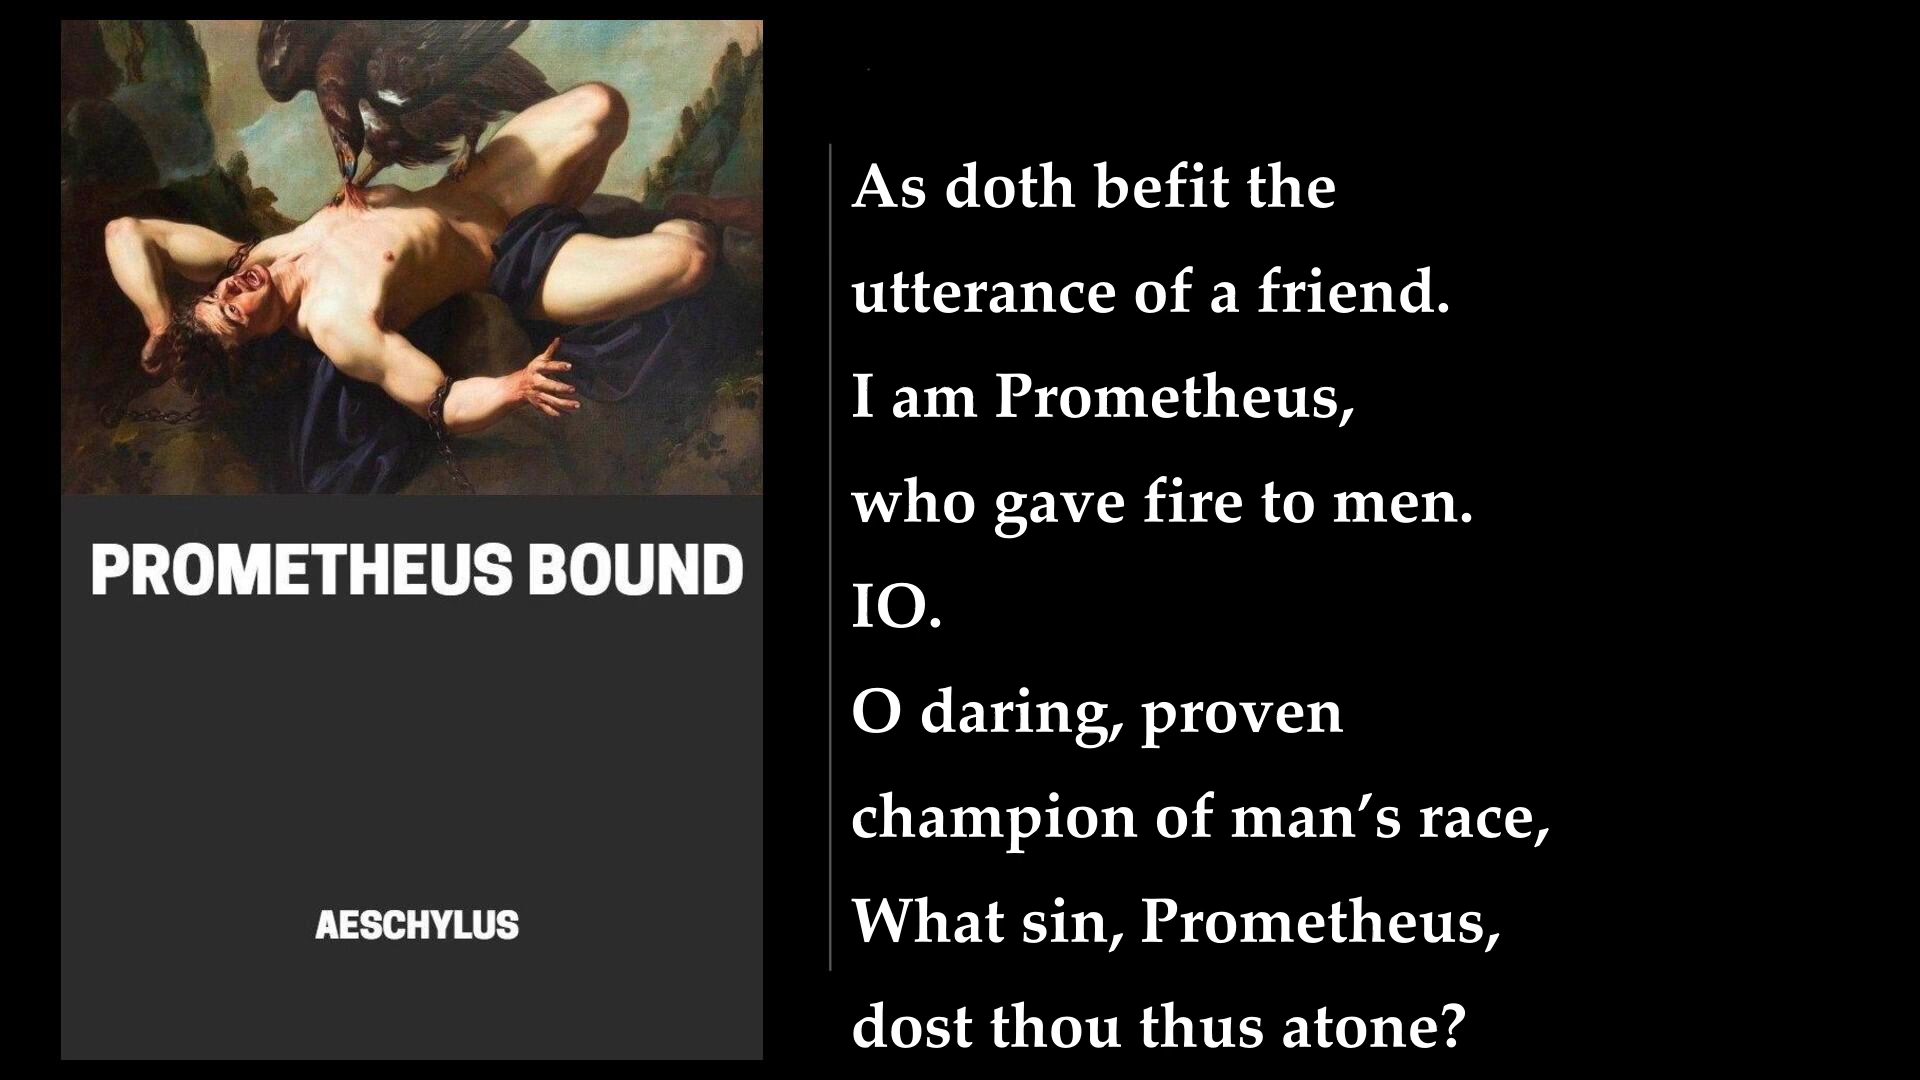 PROMETHEUS BOUND
AESCHYLUS
As doth befit the
utterance of a friend.
I am Prometheus,
who gave fire to men.
IO.
O daring, proven
champion of man’s race,
What sin, Prometheus,
dost thou thus atone?